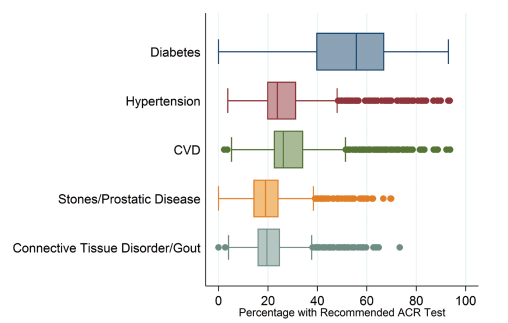 Diabetes
Hypertension
CVD
Stones/Prostatic Disease
Connective Tissue Disorder/Gout
0 20 40 60 80 100
Percentage with Recommended ACR Test